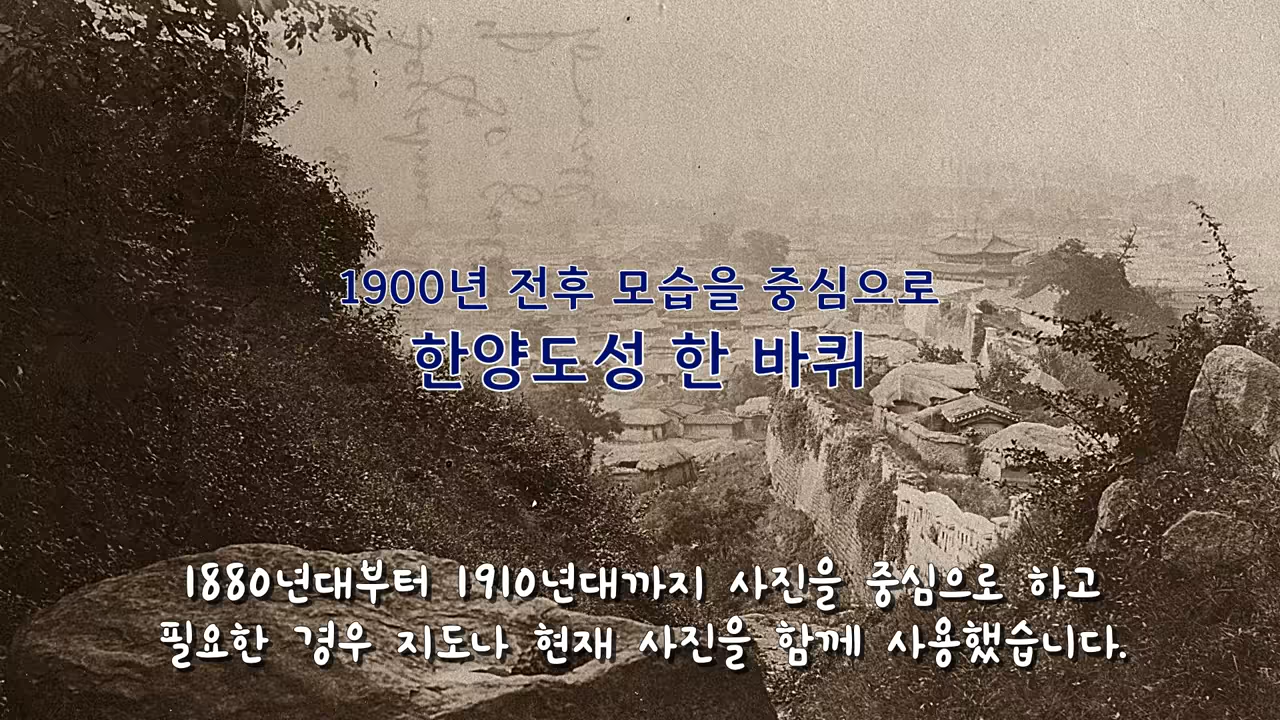 1900년 전후 모습을 중심으로
한양도성 한 바퀴
1880년대부터 1910년대까지 사진을 중심으로 하고
필요한 경우 지도나 현재 사진을 함께 사용했습니다.